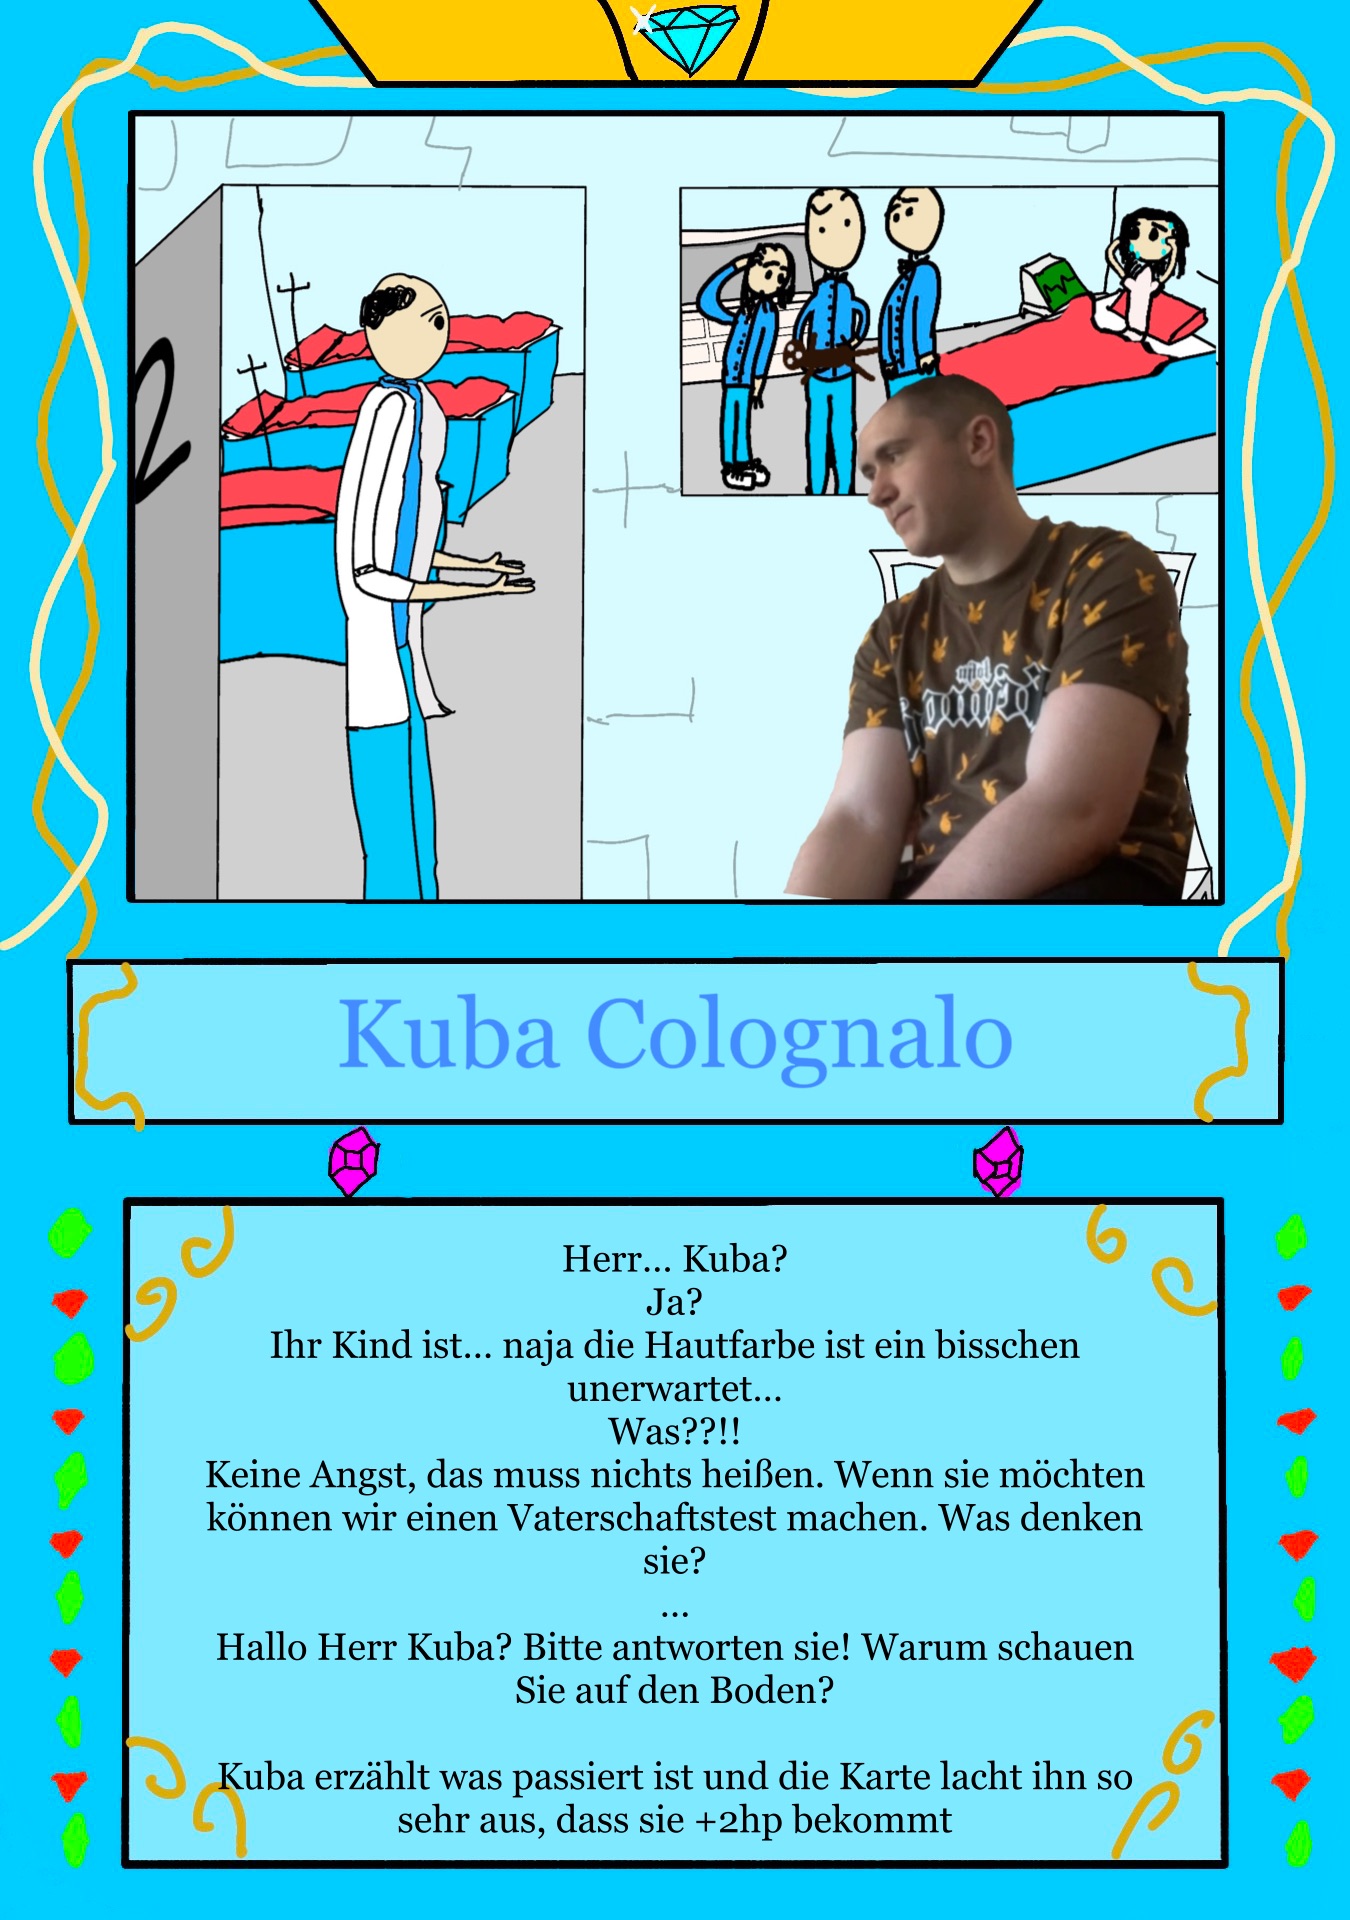 2
Kuba Colognalo
Herr... Kuba?
Ja?
Ihr Kind ist... naja die Hautfarbe ist ein bisschen
unerwartet...
Was??!!
Keine Angst, das muss nichts heißen. Wenn sie möchten
können wir einen Vaterschaftstest machen. Was denken
sie?
...
Hallo Herr Kuba? Bitte antworten sie! Warum schauen
Sie auf den Boden?
Kuba erzählt was passiert ist und die Karte lacht ihn so
sehr aus, dass sie +2hp bekommt